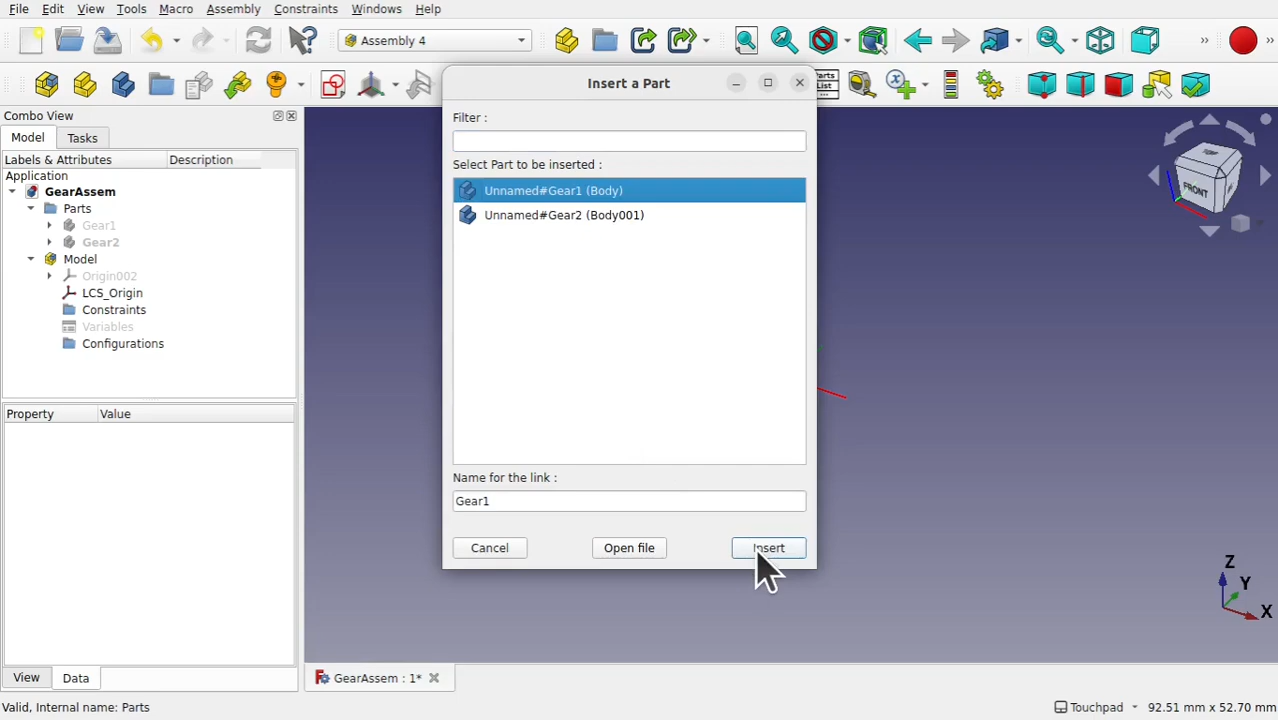 File Edit View Tools Macro Assembly Constraints Windows Help
Assembly 4
Parts List
Combo View
Model Tasks
Labels & Attributes Description
Application
GearAssem
Parts
Gear1
Gear2
Model
Origin002
LCS_Origin
Constraints
Variables
Configurations
Property Value
View Data
Insert a Part
Filter :
Select Part to be inserted :
Unnamed#Gear1 (Body)
Unnamed#Gear2 (Body001)
Name for the link :
Gear1
Cancel Open file Insert
TOP
FRONT
Z
Y
X
GearAssem : 1*
Valid, Internal name: Parts
Touchpad 92.51 mm x 52.70 mm